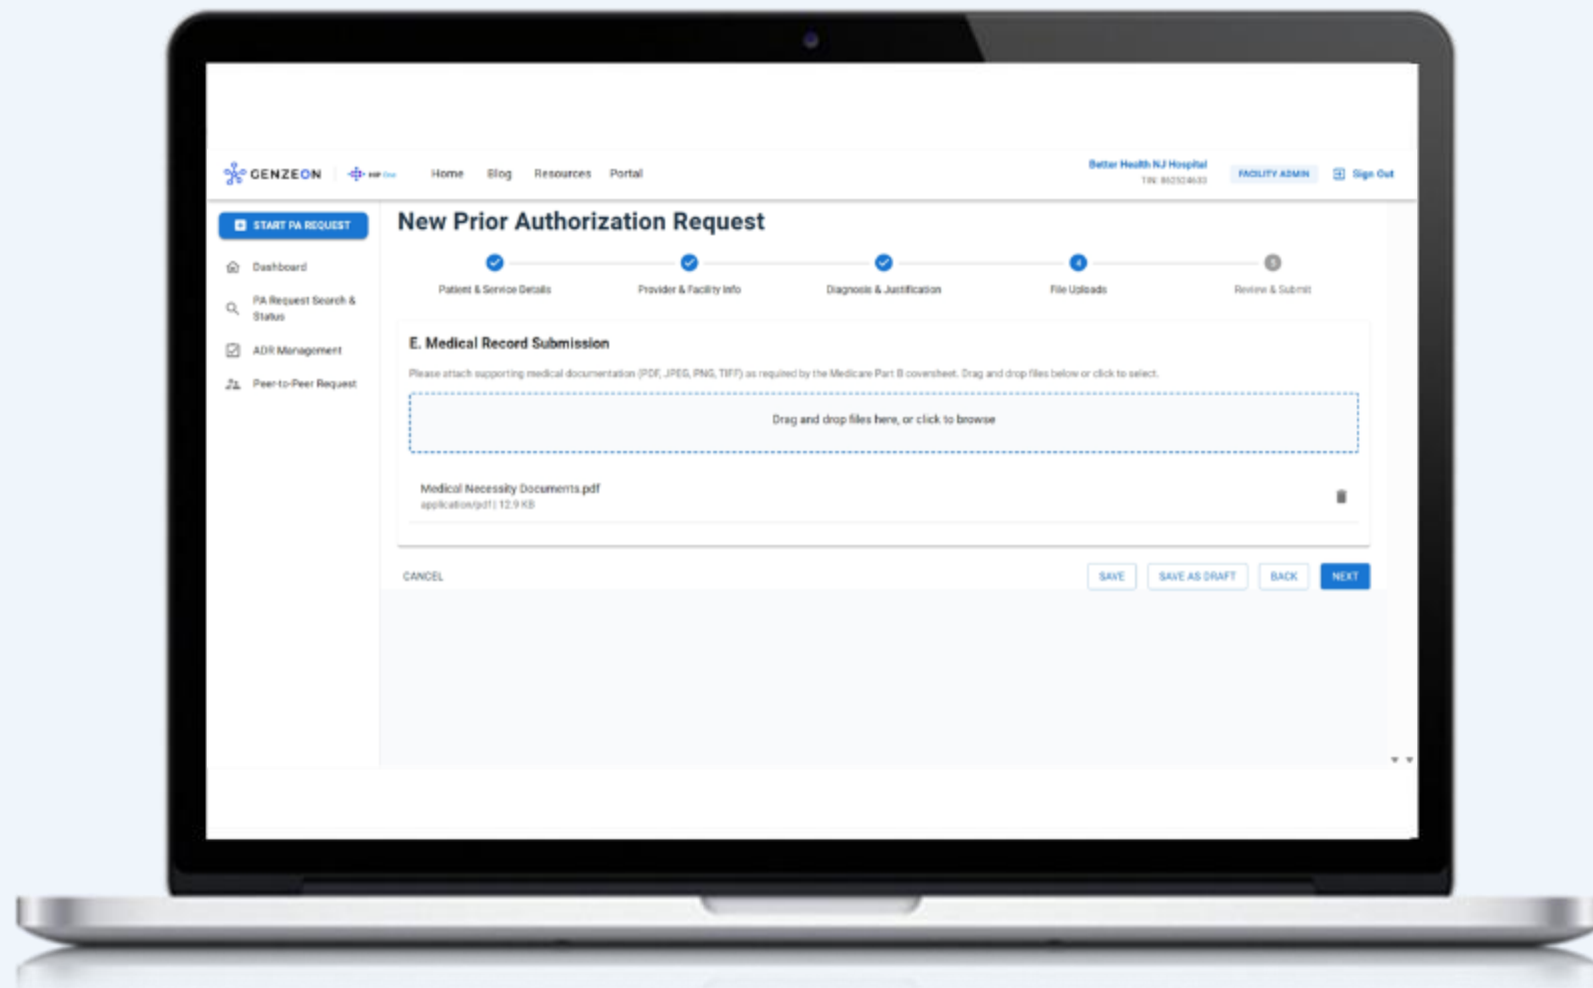 GENZEON
HIP One
Home Blog Resources Portal
Better Health NJ Hospital
FACILITY ADMIN
Sign Out
START PA REQUEST
Dashboard
PA Request Search &
Status
ADR Management
Peer-to-Peer Request
New Prior Authorization Request
Patient & Service Details
Provider & Facility Info
Diagnosis & Justification
4
File Uploads
5
Review & Submit
E. Medical Record Submission
Please attach supporting medical documentation (PDF, JPEG, PNG, TIFF) as required by the Medicare Part B coversheet. Drag and drop files below or click to select.
Drag and drop files here, or click to browse
Medical Necessity Documents.pdf
application/pdf | 12.9 KB
CANCEL
SAVE
SAVE AS DRAFT
BACK
NEXT